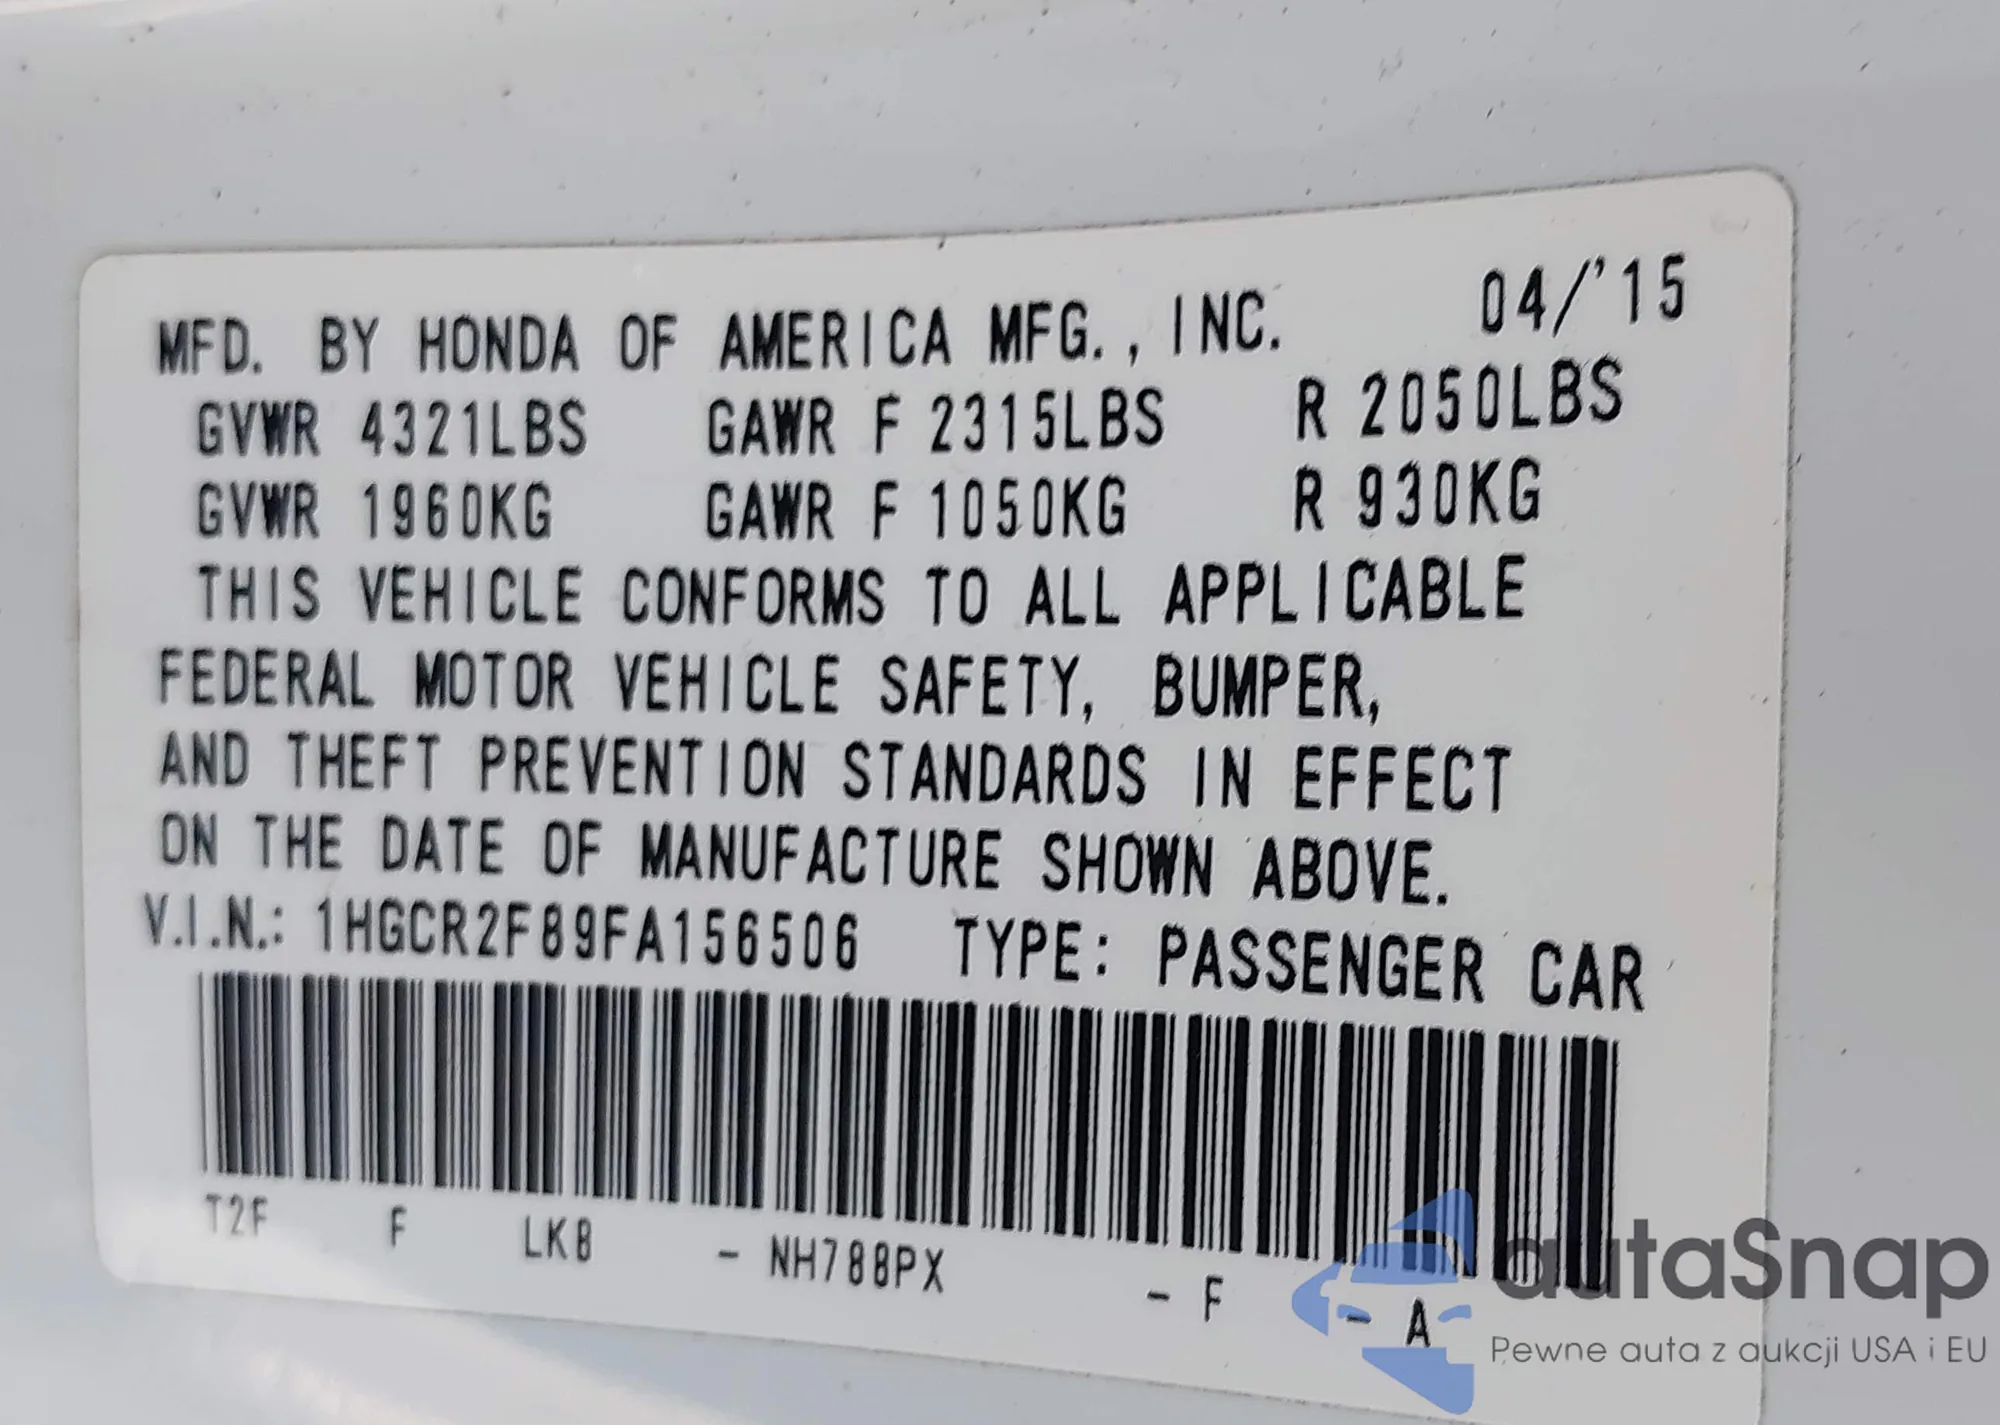 MFD. BY HONDA OF AMERICA MFG., INC. 04/'15
GVWR 4321LBS GAWR F 2315LBS R 2050LBS
GVWR 1960KG GAWR F 1050KG R 930KG
THIS VEHICLE CONFORMS TO ALL APPLICABLE
FEDERAL MOTOR VEHICLE SAFETY, BUMPER,
AND THEFT PREVENTION STANDARDS IN EFFECT
ON THE DATE OF MANUFACTURE SHOWN ABOVE.
V.I.N.: 1HGCR2F89FA156506 TYPE: PASSENGER CAR
T2F F LK8 - NH788PX - F - A
autaSnap
Pewne auta z aukcji USA i EU